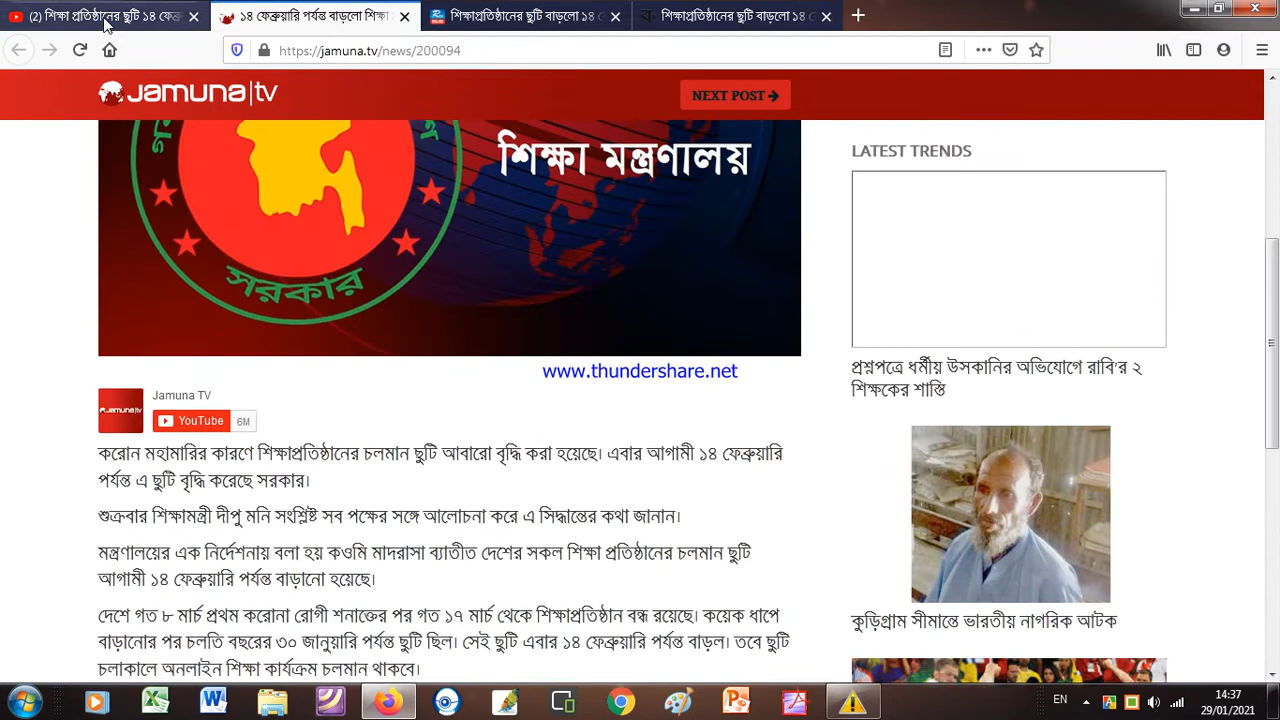 (2) শিক্ষা প্রতিষ্ঠানের ছুটি ১৪ ফেব্রু
১৪ ফেব্রুয়ারি পর্যন্ত বাড়লো শিক্ষা
শিক্ষাপ্রতিষ্ঠানের ছুটি বাড়লো ১৪
শিক্ষাপ্রতিষ্ঠানের ছুটি বাড়লো ১৪
https://jamuna.tv/news/200094
Jamuna|tv
NEXT POST
শিক্ষা মন্ত্রণালয়
সরকার
www.thundershare.net
Jamuna TV
YouTube 6M
করোন মহামারির কারণে শিক্ষাপ্রতিষ্ঠানের চলমান ছুটি আবারো বৃদ্ধি করা হয়েছে। এবার আগামী ১৪ ফেব্রুয়ারি
পর্যন্ত এ ছুটি বৃদ্ধি করেছে সরকার।
শুক্রবার শিক্ষামন্ত্রী দীপু মনি সংশ্লিষ্ট সব পক্ষের সঙ্গে আলোচনা করে এ সিদ্ধান্তের কথা জানান।
মন্ত্রণালয়ের এক নির্দেশনায় বলা হয় কওমি মাদরাসা ব্যাতীত দেশের সকল শিক্ষা প্রতিষ্ঠানের চলমান ছুটি
আগামী ১৪ ফেব্রুয়ারি পর্যন্ত বাড়ানো হয়েছে।
দেশে গত ৮ মার্চ প্রথম করোনা রোগী শনাক্তের পর গত ১৭ মার্চ থেকে শিক্ষাপ্রতিষ্ঠান বন্ধ রয়েছে। কয়েক ধাপে
বাড়ানোর পর চলতি বছরের ৩০ জানুয়ারি পর্যন্ত ছুটি ছিল। সেই ছুটি এবার ১৪ ফেব্রুয়ারি পর্যন্ত বাড়ল। তবে ছুটি
চলাকালে অনলাইন শিক্ষা কার্যক্রম চলমান থাকবে।
LATEST TRENDS
প্রশ্নপত্রে ধর্মীয় উসকানির অভিযোগে রাবি'র ২
শিক্ষকের শাস্তি
কুড়িগ্রাম সীমান্তে ভারতীয় নাগরিক আটক
EN
14:37
29/01/2021